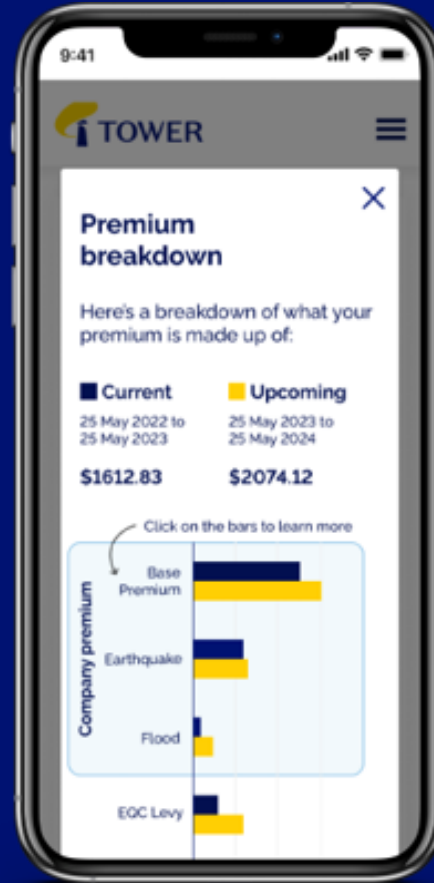 9:41
TOWER
Premium
breakdown
Here's a breakdown of what your
premium is made up of:
Current
25 May 2022 to
25 May 2023
$1612.83
Upcoming
25 May 2023 to
25 May 2024
$2074.12
Click on the bars to learn more
Company premium
Base
Premium
Earthquake
Flood
EQC Levy